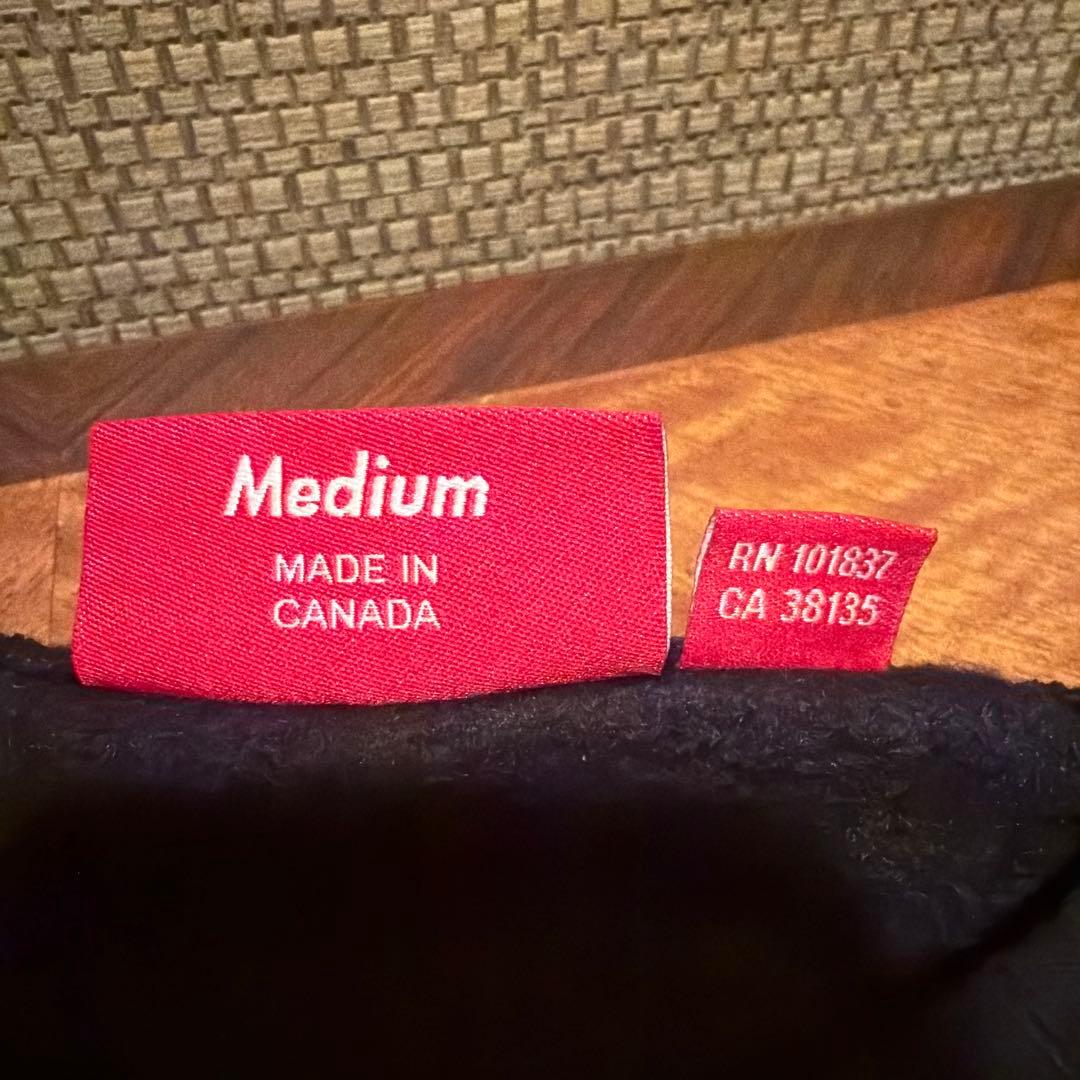 Medium
MADE IN
CANADA
RN 101837
CA 38135